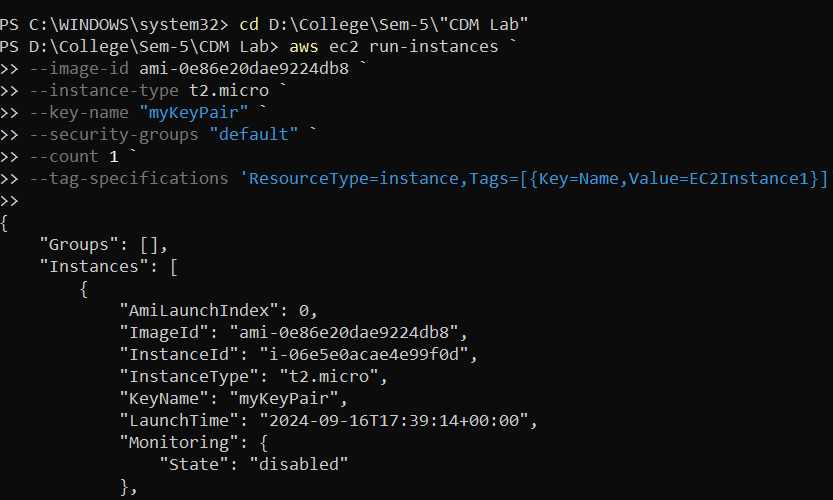 PS C:\WINDOWS\system32> cd D:\College\Sem-5\"CDM Lab"
PS D:\College\Sem-5\CDM Lab> aws ec2 run-instances `
>> --image-id ami-0e86e20dae9224db8 `
>> --instance-type t2.micro `
>> --key-name "myKeyPair" `
>> --security-groups "default" `
>> --count 1 `
>> --tag-specifications 'ResourceType=instance,Tags=[{Key=Name,Value=EC2Instance1}]
>>
{
    "Groups": [],
    "Instances": [
        {
            "AmiLaunchIndex": 0,
            "ImageId": "ami-0e86e20dae9224db8",
            "InstanceId": "i-06e5e0acae4e99f0d",
            "InstanceType": "t2.micro",
            "KeyName": "myKeyPair",
            "LaunchTime": "2024-09-16T17:39:14+00:00",
            "Monitoring": {
                "State": "disabled"
            },